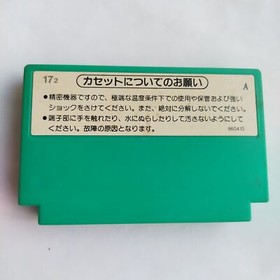 17₂ カセットについてのお願い A
●精密機器ですので、極端な温度条件下での使用や保管および強い
ショックをさけてください。また、絶対に分解しないでください。
●端子部に手を触れたり、水にぬらしたりして汚さないようにして
ください。故障の原因となります。